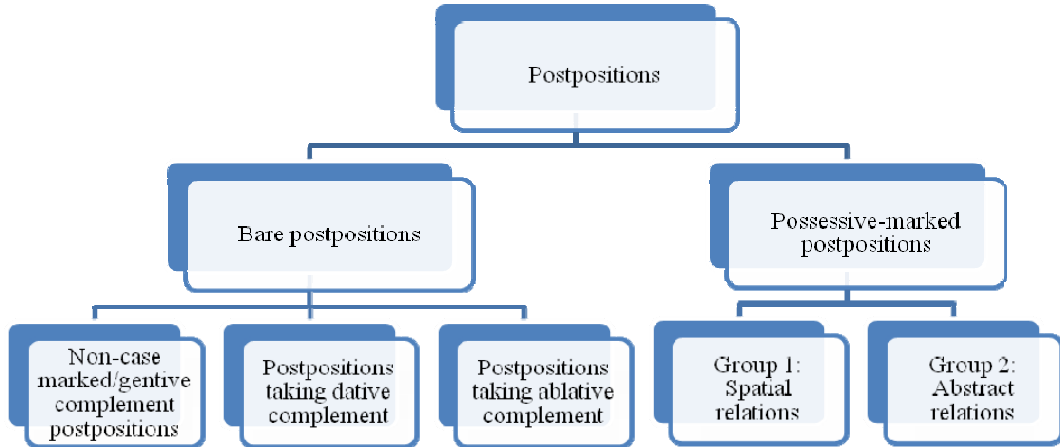 Postpositions
Bare postpositions
Possessive-marked
postpositions
Non-case
marked/gentive
complement
postpositions
Postpositions
taking dative
complement
Postpositions
taking ablative
complement
Group 1:
Spatial
relations
Group 2:
Abstract
relations